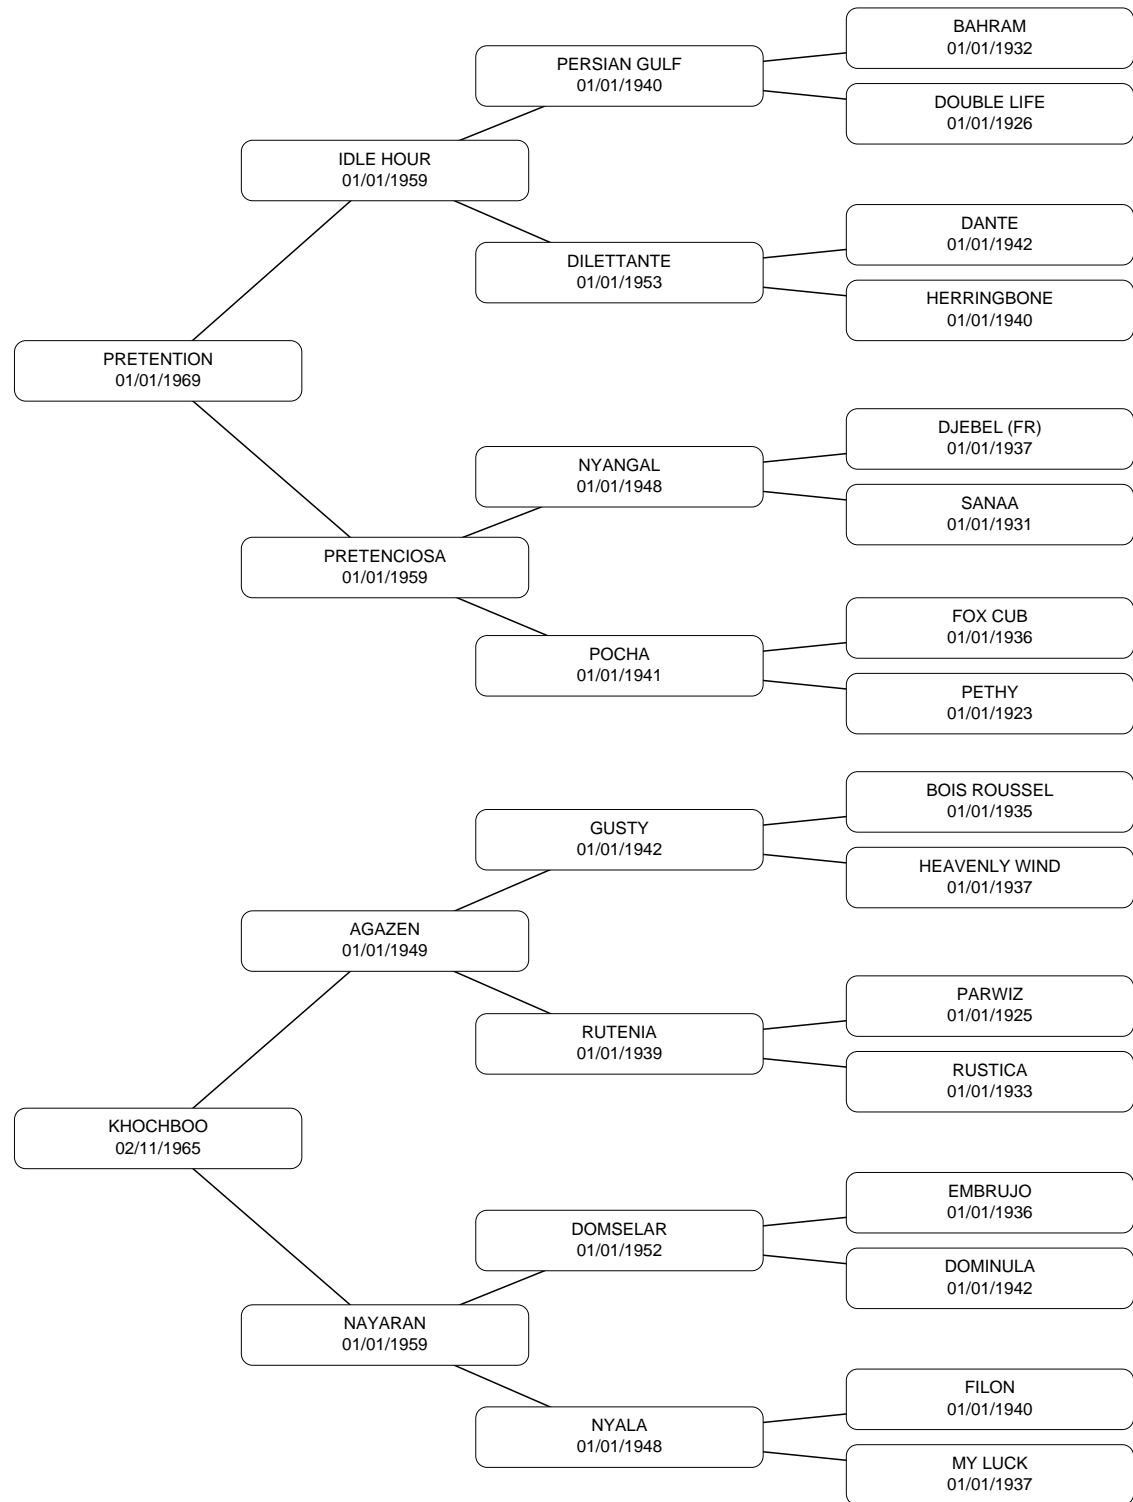 BAHRAM
01/01/1932
PERSIAN GULF
01/01/1940
DOUBLE LIFE
01/01/1926
IDLE HOUR
01/01/1959
DANTE
01/01/1942
DILETTANTE
01/01/1953
HERRINGBONE
01/01/1940
PRETENTION
01/01/1969
DJEBEL (FR)
01/01/1937
NYANGAL
01/01/1948
SANAA
01/01/1931
PRETENCIOSA
01/01/1959
FOX CUB
01/01/1936
POCHA
01/01/1941
PETHY
01/01/1923
BOIS ROUSSEL
01/01/1935
GUSTY
01/01/1942
HEAVENLY WIND
01/01/1937
AGAZEN
01/01/1949
PARWIZ
01/01/1925
RUTENIA
01/01/1939
RUSTICA
01/01/1933
KHOCHBOO
02/11/1965
EMBRUJO
01/01/1936
DOMSELAR
01/01/1952
DOMINULA
01/01/1942
NAYARAN
01/01/1959
FILON
01/01/1940
NYALA
01/01/1948
MY LUCK
01/01/1937